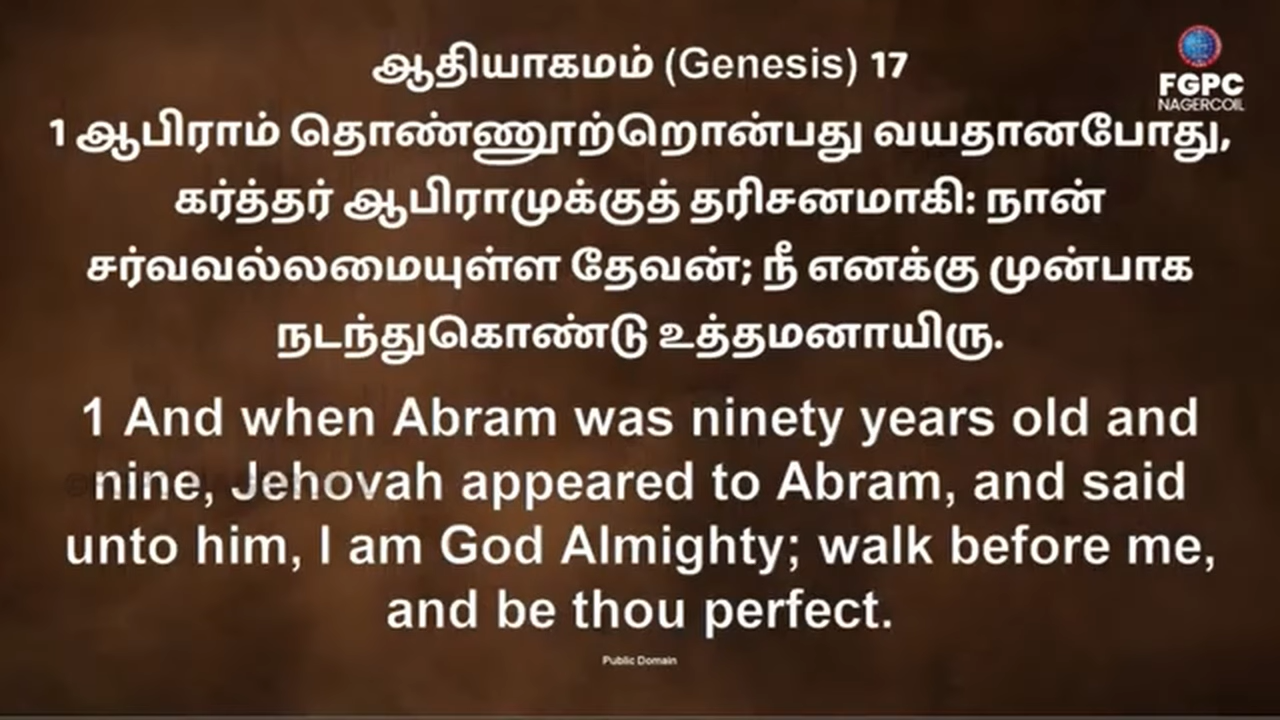 ஆதியாகமம் (Genesis) 17
FGPC
NAGERCOIL
1 ஆபிராம் தொண்ணூற்றொன்பது வயதானபோது,
கர்த்தர் ஆபிராமுக்குத் தரிசனமாகி: நான்
சர்வவல்லமையுள்ள தேவன்; நீ எனக்கு முன்பாக
நடந்துகொண்டு உத்தமனாயிரு.
1 And when Abram was ninety years old and
nine, Jehovah appeared to Abram, and said
unto him, I am God Almighty; walk before me,
and be thou perfect.
Public Domain